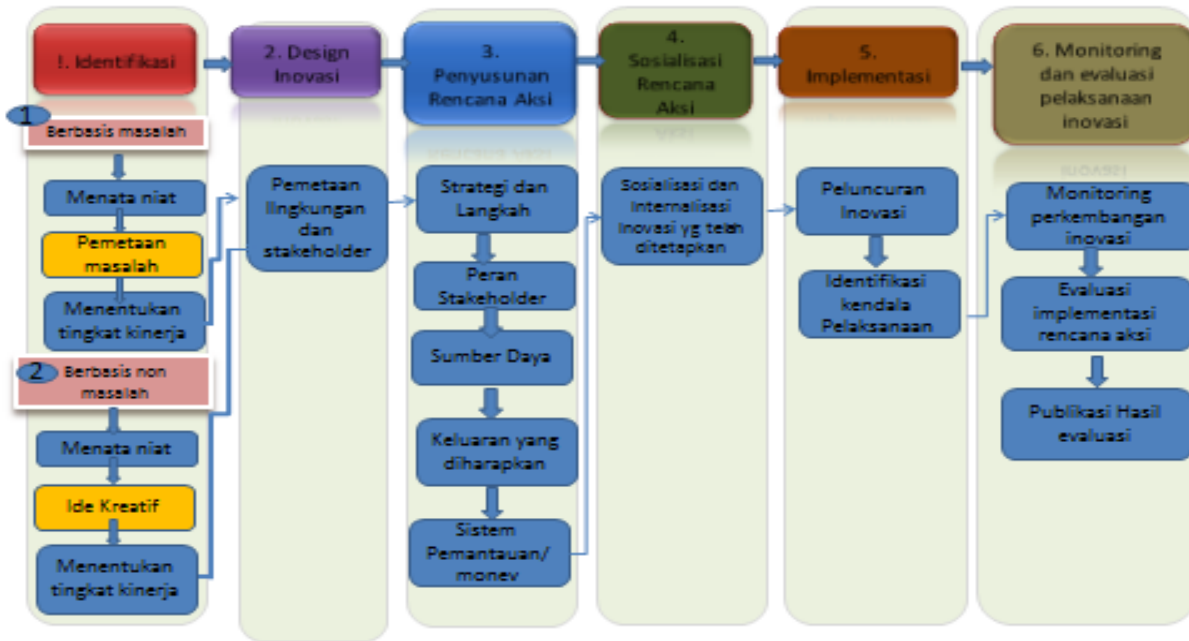 !. Identifikasi
2. Design
Inovasi
3.
Penyusunan
Rencana Aksi
4.
Sosialisasi
Rencana
Aksi
5.
Implementasi
6. Monitoring
dan evaluasi
pelaksanaan
inovasi
1
Berbasis masalah
Menata niat
Pemetaan
masalah
Menentukan
tingkat kinerja
2
Berbasis non
masalah
Menata niat
Ide Kreatif
Menentukan
tingkat kinerja
Pemetaan
lingkungan
dan
stakeholder
Strategi dan
Langkah
Peran
Stakeholder
Sumber Daya
Keluaran yang
diharapkan
Sistem
Pemantauan/
monev
Sosialisasi dan
Internalisasi
Inovasi yg telah
ditetapkan
Peluncuran
Inovasi
Identifikasi
kendala
Pelaksanaan
Monitoring
perkembangan
inovasi
Evaluasi
implementasi
rencana aksi
Publikasi Hasil
evaluasi